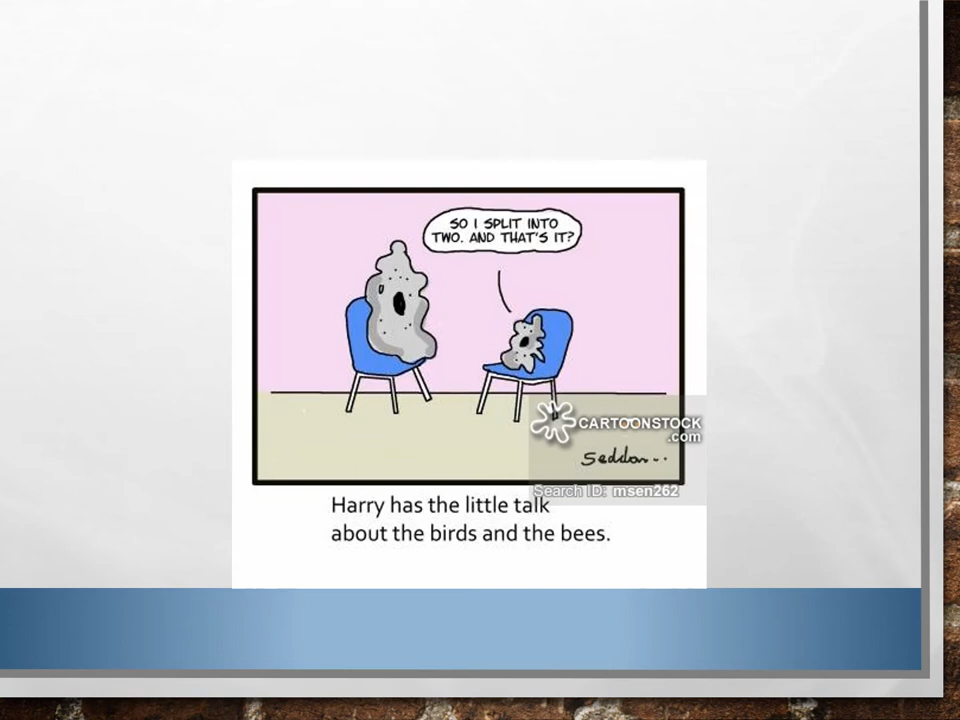 SO I SPLIT INTO
TWO. AND THAT'S IT?
CARTOONSTOCK
.com
Seddon...
Search ID: msen262
Harry has the little talk
about the birds and the bees.